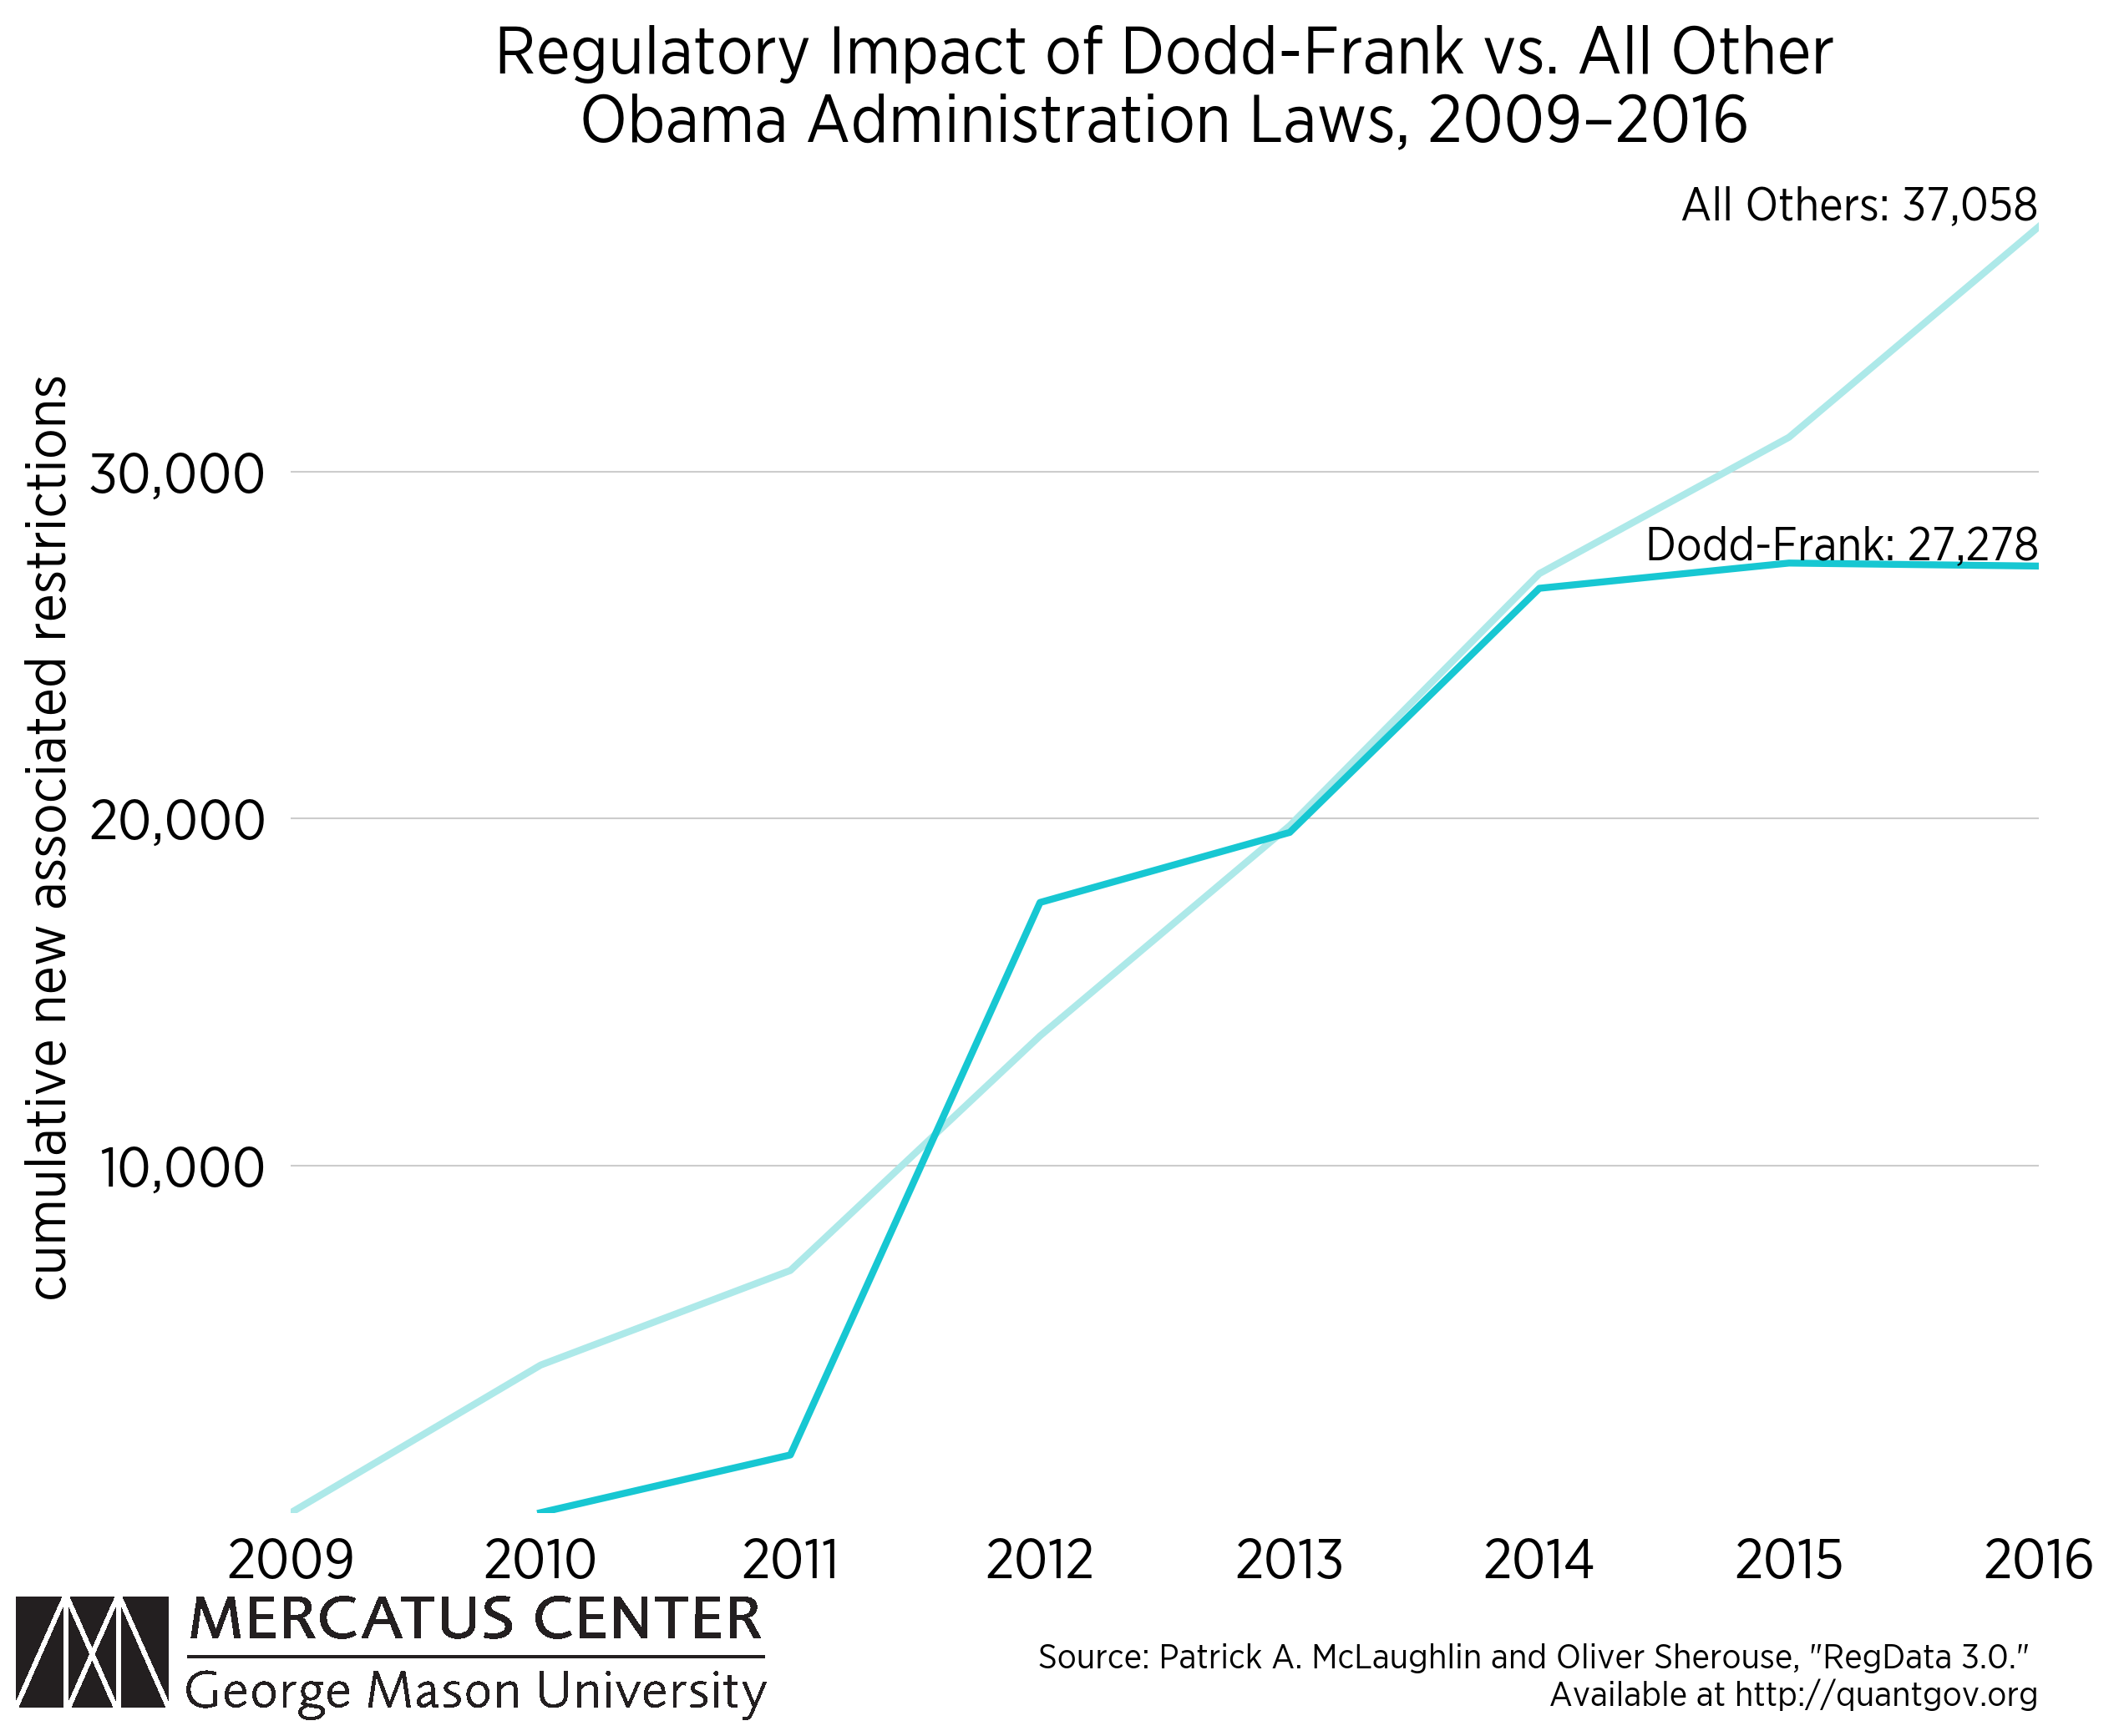 Regulatory Impact of Dodd-Frank vs. All Other
Obama Administration Laws, 2009–2016
All Others: 37,058
cumulative new associated restrictions
30,000
Dodd-Frank: 27,278
20,000
10,000
2009 2010 2011 2012 2013 2014 2015 2016
MERCATUS CENTER
George Mason University
Source: Patrick A. McLaughlin and Oliver Sherouse, "RegData 3.0."
Available at http://quantgov.org